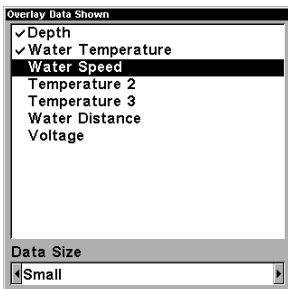 Overlay Data Shown
✓Depth
✓Water Temperature
Water Speed
Temperature 2
Temperature 3
Water Distance
Voltage
Data Size
Small